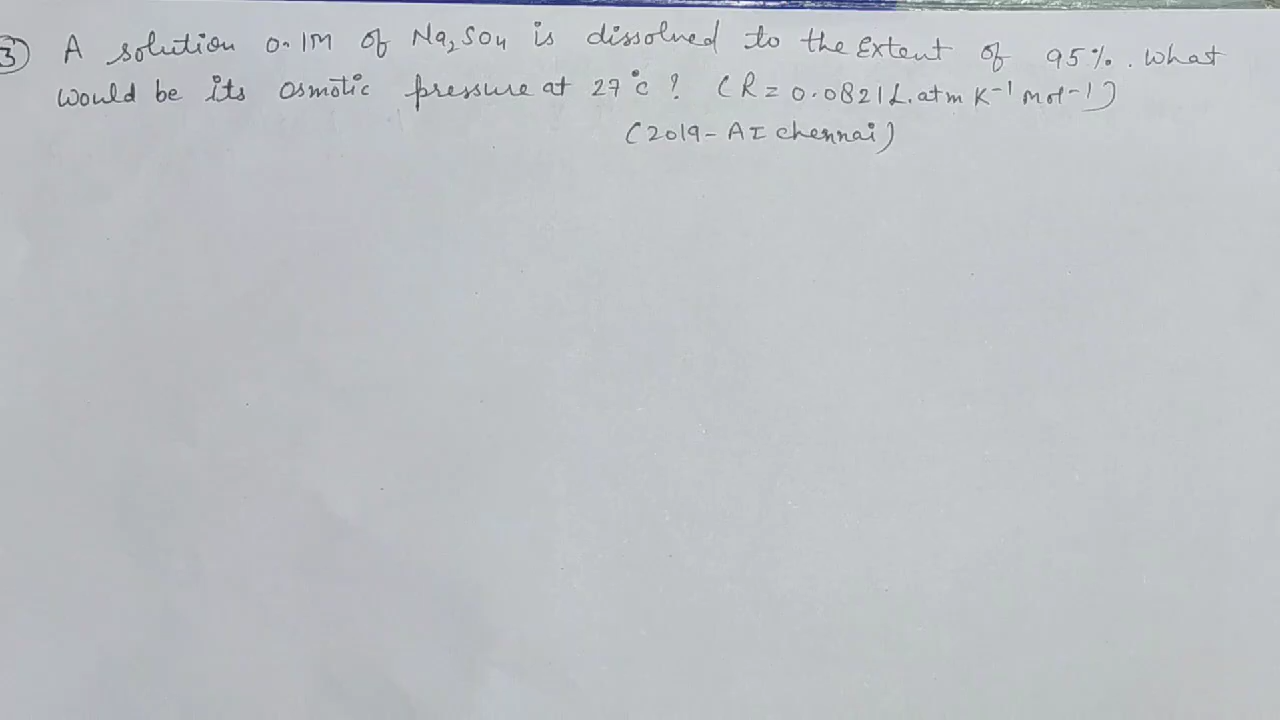 3) A solution 0.1M of Na2SO4 is dissolved to the Extent of 95%. What
would be its osmotic pressure at 27°c? (R = 0.0821 L.atm K-1 mol-1)
(2019- AI chennai)